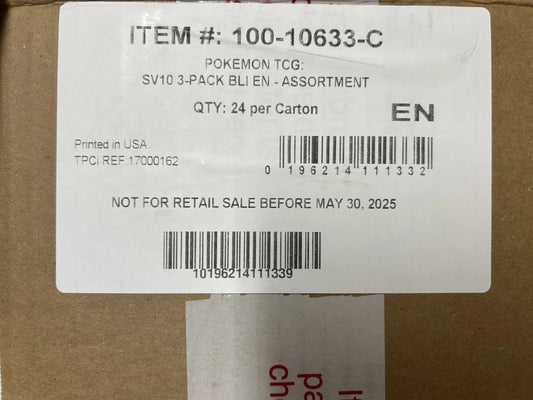 ITEM #: 100-10633-C
POKEMON TCG:
SV10 3-PACK BLI EN - ASSORTMENT
QTY: 24 per Carton
EN
Printed in USA
TPCi REF:17000162
0 196214 111332
NOT FOR RETAIL SALE BEFORE MAY 30, 2025
10196214111339